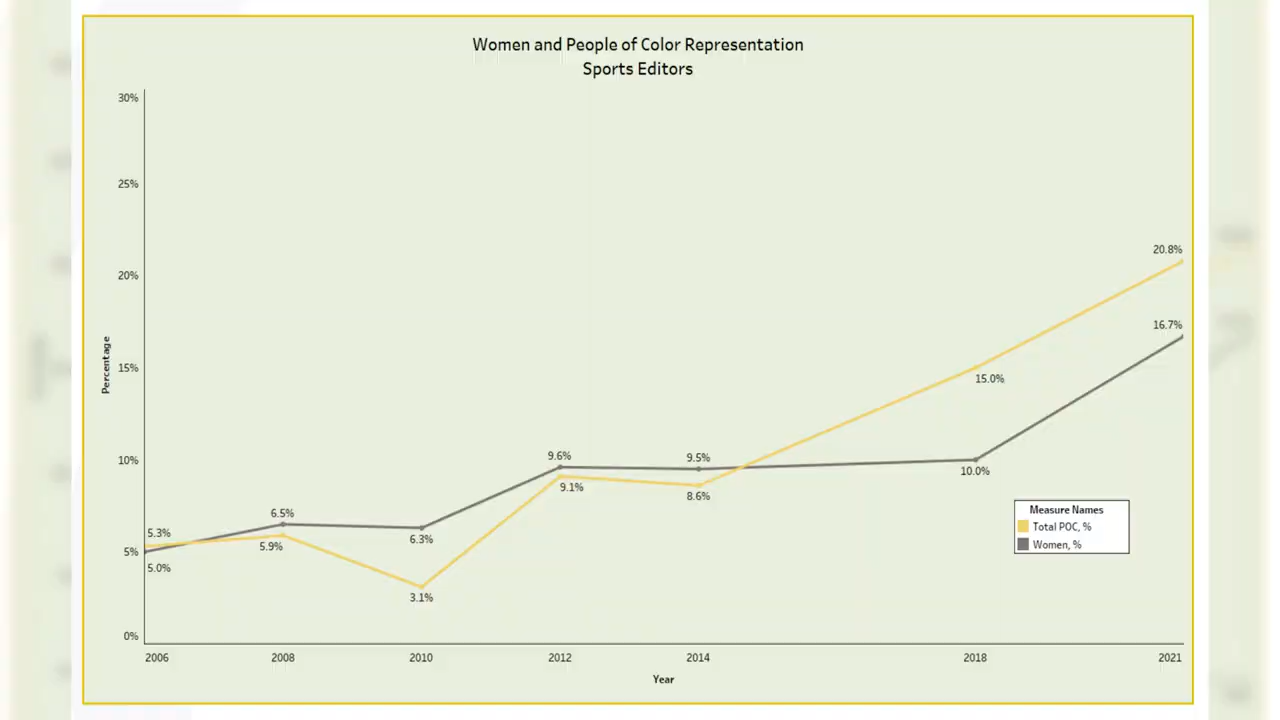 Women and People of Color Representation
Sports Editors
30%
25%
20%
15%
10%
5%
0%
Percentage
20.8%
16.7%
15.0%
10.0%
9.6%
9.5%
9.1%
8.6%
6.5%
6.3%
5.3%
5.9%
5.0%
3.1%
Measure Names
Total POC, %
Women, %
2006 2008 2010 2012 2014 2018 2021
Year